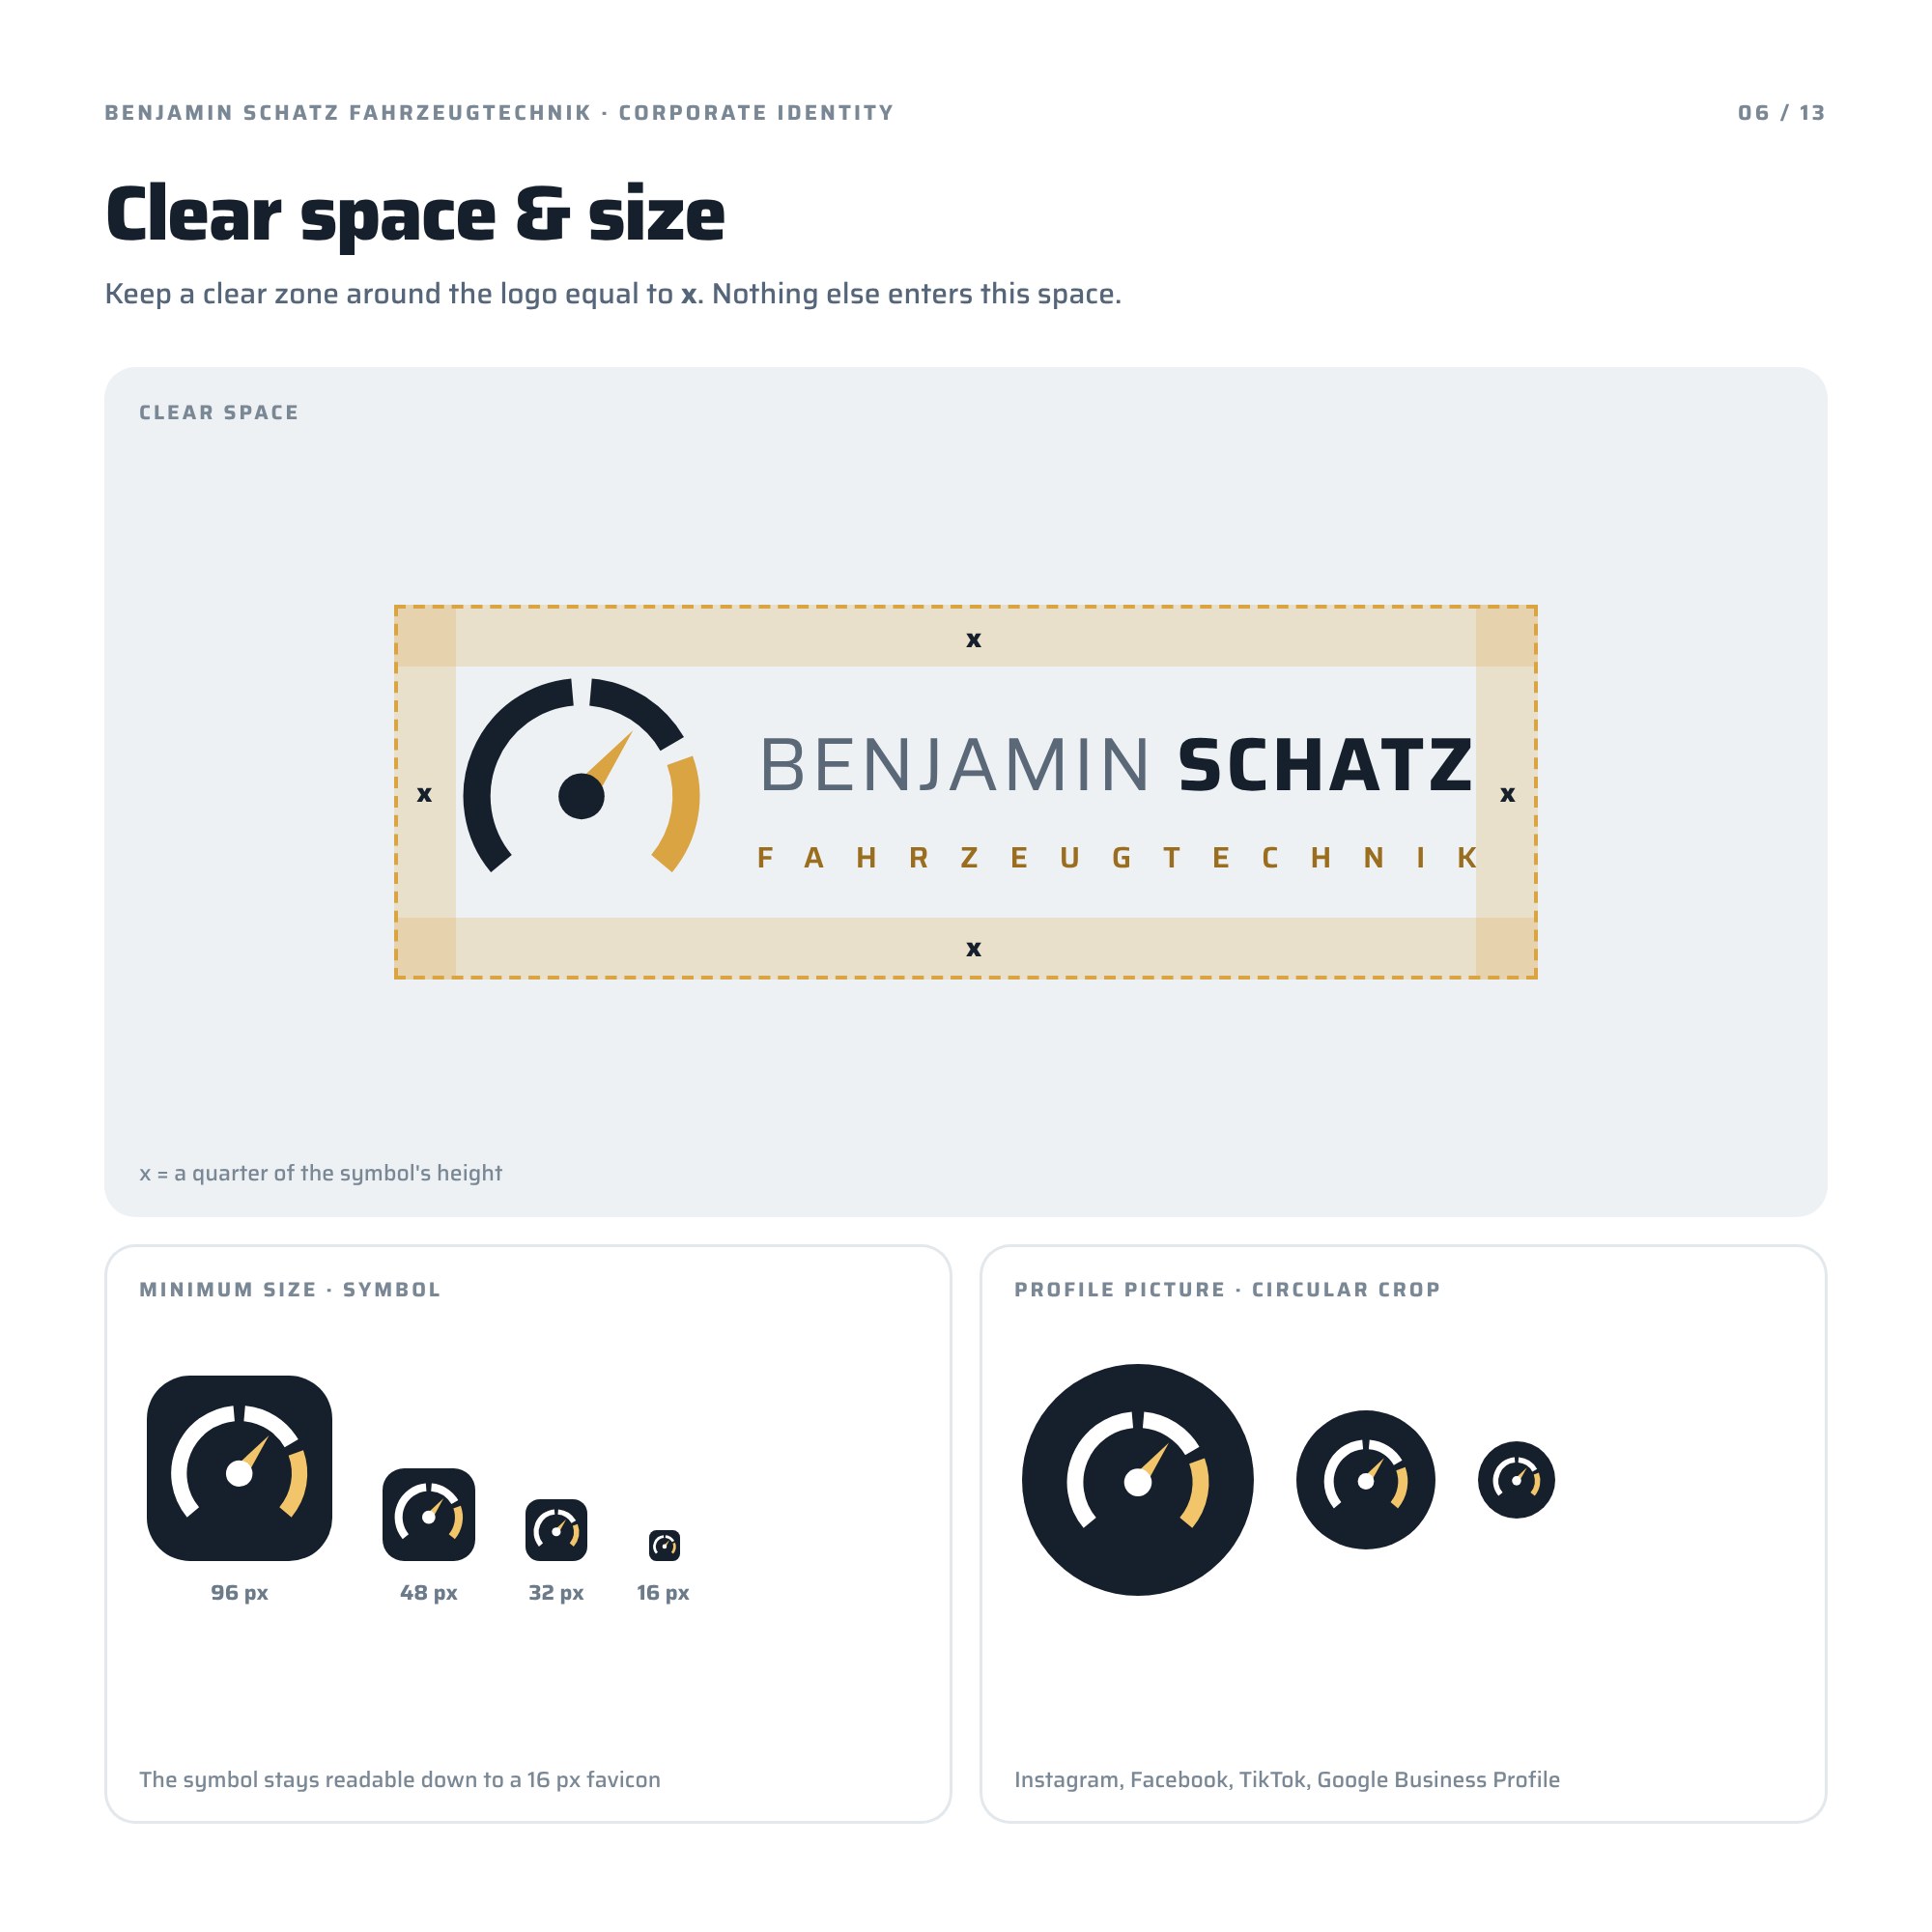 BENJAMIN SCHATZ FAHRZEUGTECHNIK · CORPORATE IDENTITY
06 / 13
Clear space & size
Keep a clear zone around the logo equal to x. Nothing else enters this space.
CLEAR SPACE
x
BENJAMIN SCHATZ
x
x
FAHRZEUGTECHNIK
x
x = a quarter of the symbol's height
MINIMUM SIZE · SYMBOL
96 px
48 px
32 px
16 px
The symbol stays readable down to a 16 px favicon
PROFILE PICTURE · CIRCULAR CROP
Instagram, Facebook, TikTok, Google Business Profile